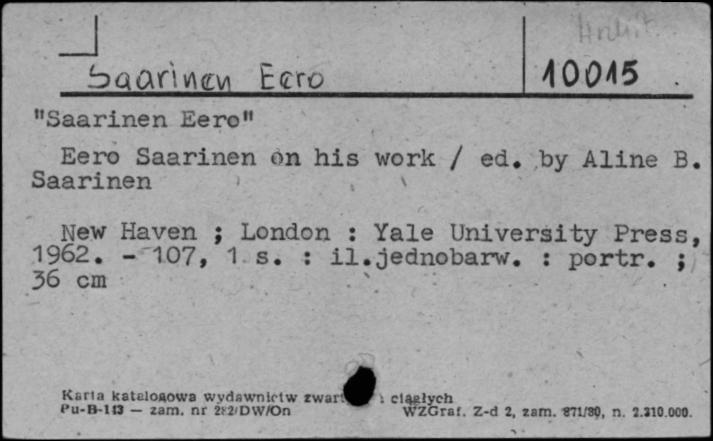 Saarinen Eero
10015
"Saarinen Eero"
Eero Saarinen on his work / ed. by Aline B.
Saarinen
New Haven ; London : Yale University Press,
1962. - 107, 1 s. : il.jednobarw. : portr. ;
36 cm
Karta katalogowa wydawnictw zwart ciągłych
Pu-B-113 — zam. nr 282/DW/On WZGraf. Z-d 2, zam. 871/80, n. 2.310.000.